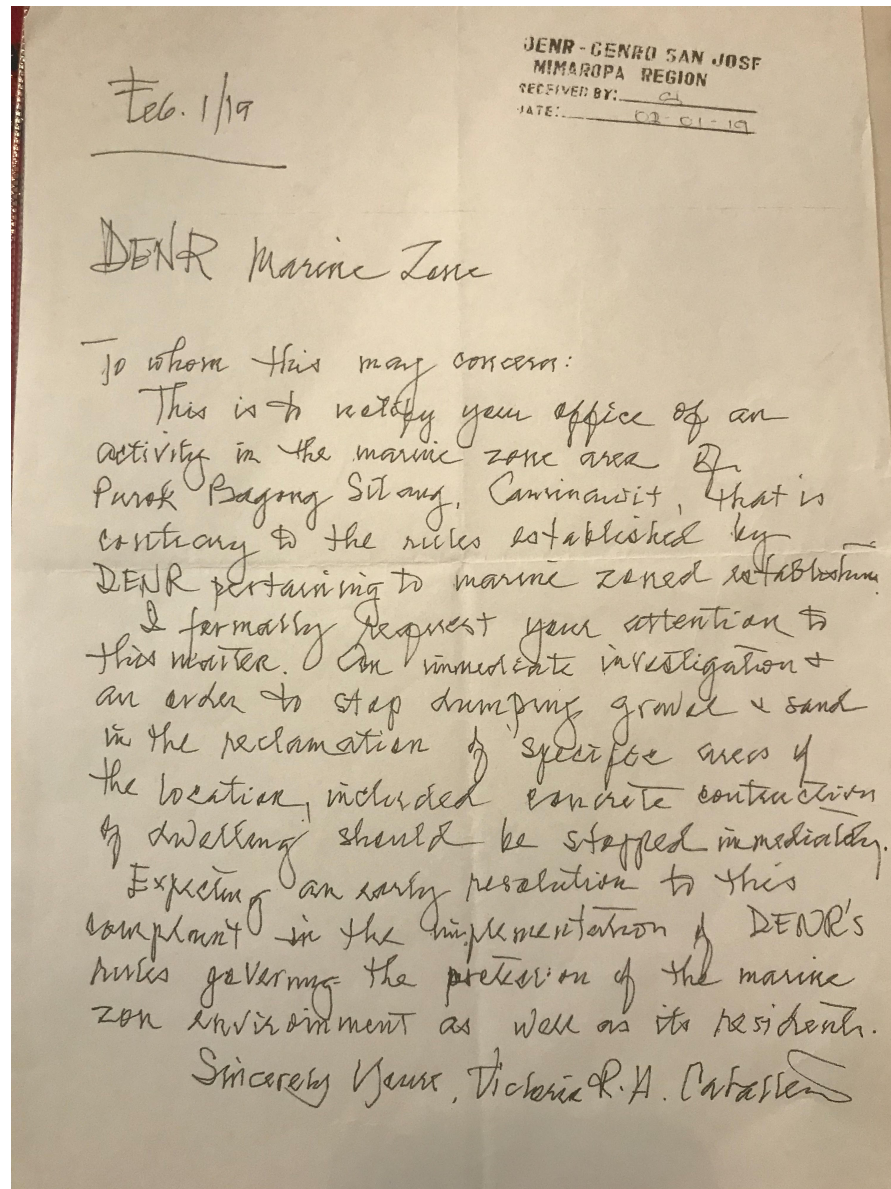 DENR - CENRO SAN JOSE
MIMAROPA REGION
RECEIVED BY:
DATE: 02-01-19
Feb. 1/19
DENR Marine Zone
To whom this may concern:
This is to notify your office of an
activity in the marine zone area of
Purok Bagong Silang, Caminawit, that is
contrary to the rules established by
DENR pertaining to marine zoned
I formally request your attention to
this matter. An immediate investigation &
an order to stop dumping gravel & sand
in the reclamation of specific areas of
the location, included concrete contruction
of dwelling should be stopped immediately.
Expecting an early resolution to this
complaint in the implementation of DENR's
rules governing the of the marine
zon enviroinment as well as its residents.
Sincerely Yours, Victoria R. A.